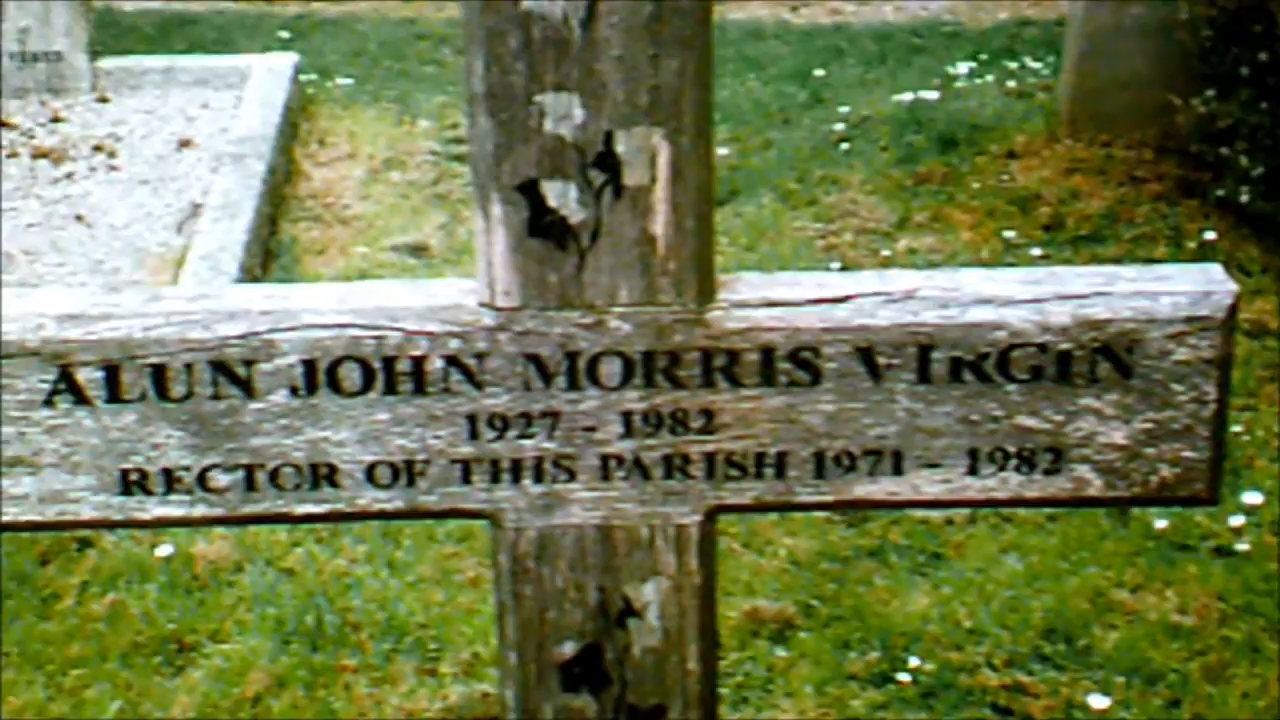 ALUN JOHN MORRIS VIRGIN
1927 - 1982
RECTOR OF THIS PARISH 1971 - 1982